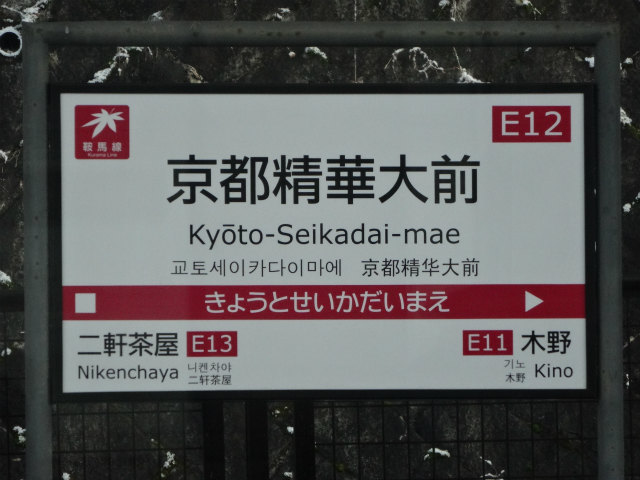 鞍馬線
Kurama Line
E12
京都精華大前
Kyōto-Seikadai-mae
교토세이카다이마에 京都精华大前
きょうとせいかだいまえ
二軒茶屋 E13
Nikenchaya
니켄차야
二轩茶屋
E11 木野
기노
木野
Kino